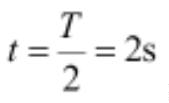 t = T/2 = 2s